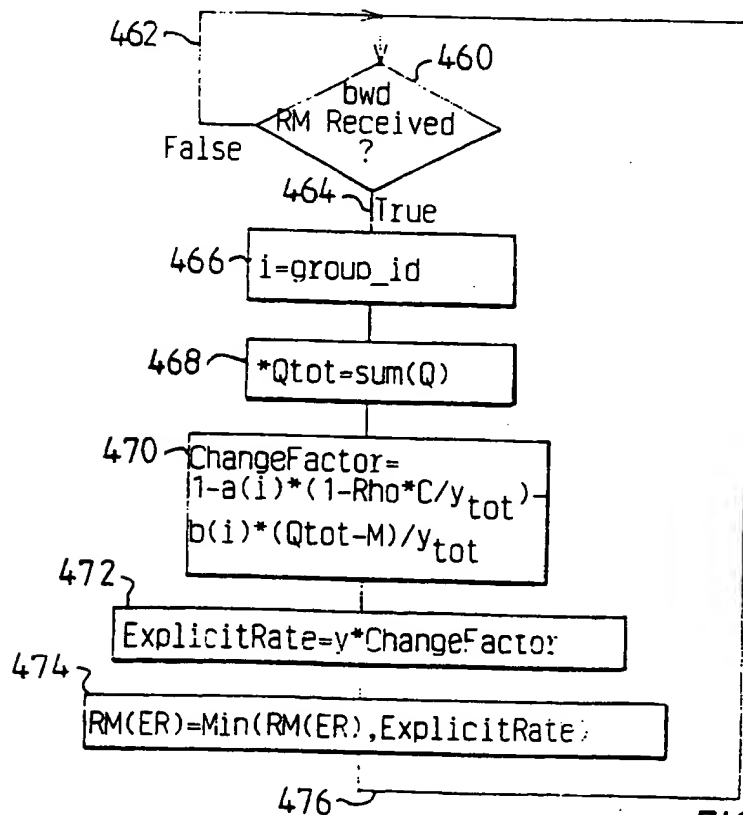 462
460
bwd
RM Received
?
False
464
True
466
i=group_id
468
*Qtot=sum(Q)
470
ChangeFactor=
1-a(i)*(1-Rho*C/ytot)-
b(i)*(Qtot-M)/ytot
472
ExplicitRate=y*ChangeFactor
474
RM(ER)=Min(RM(ER),ExplicitRate)
476